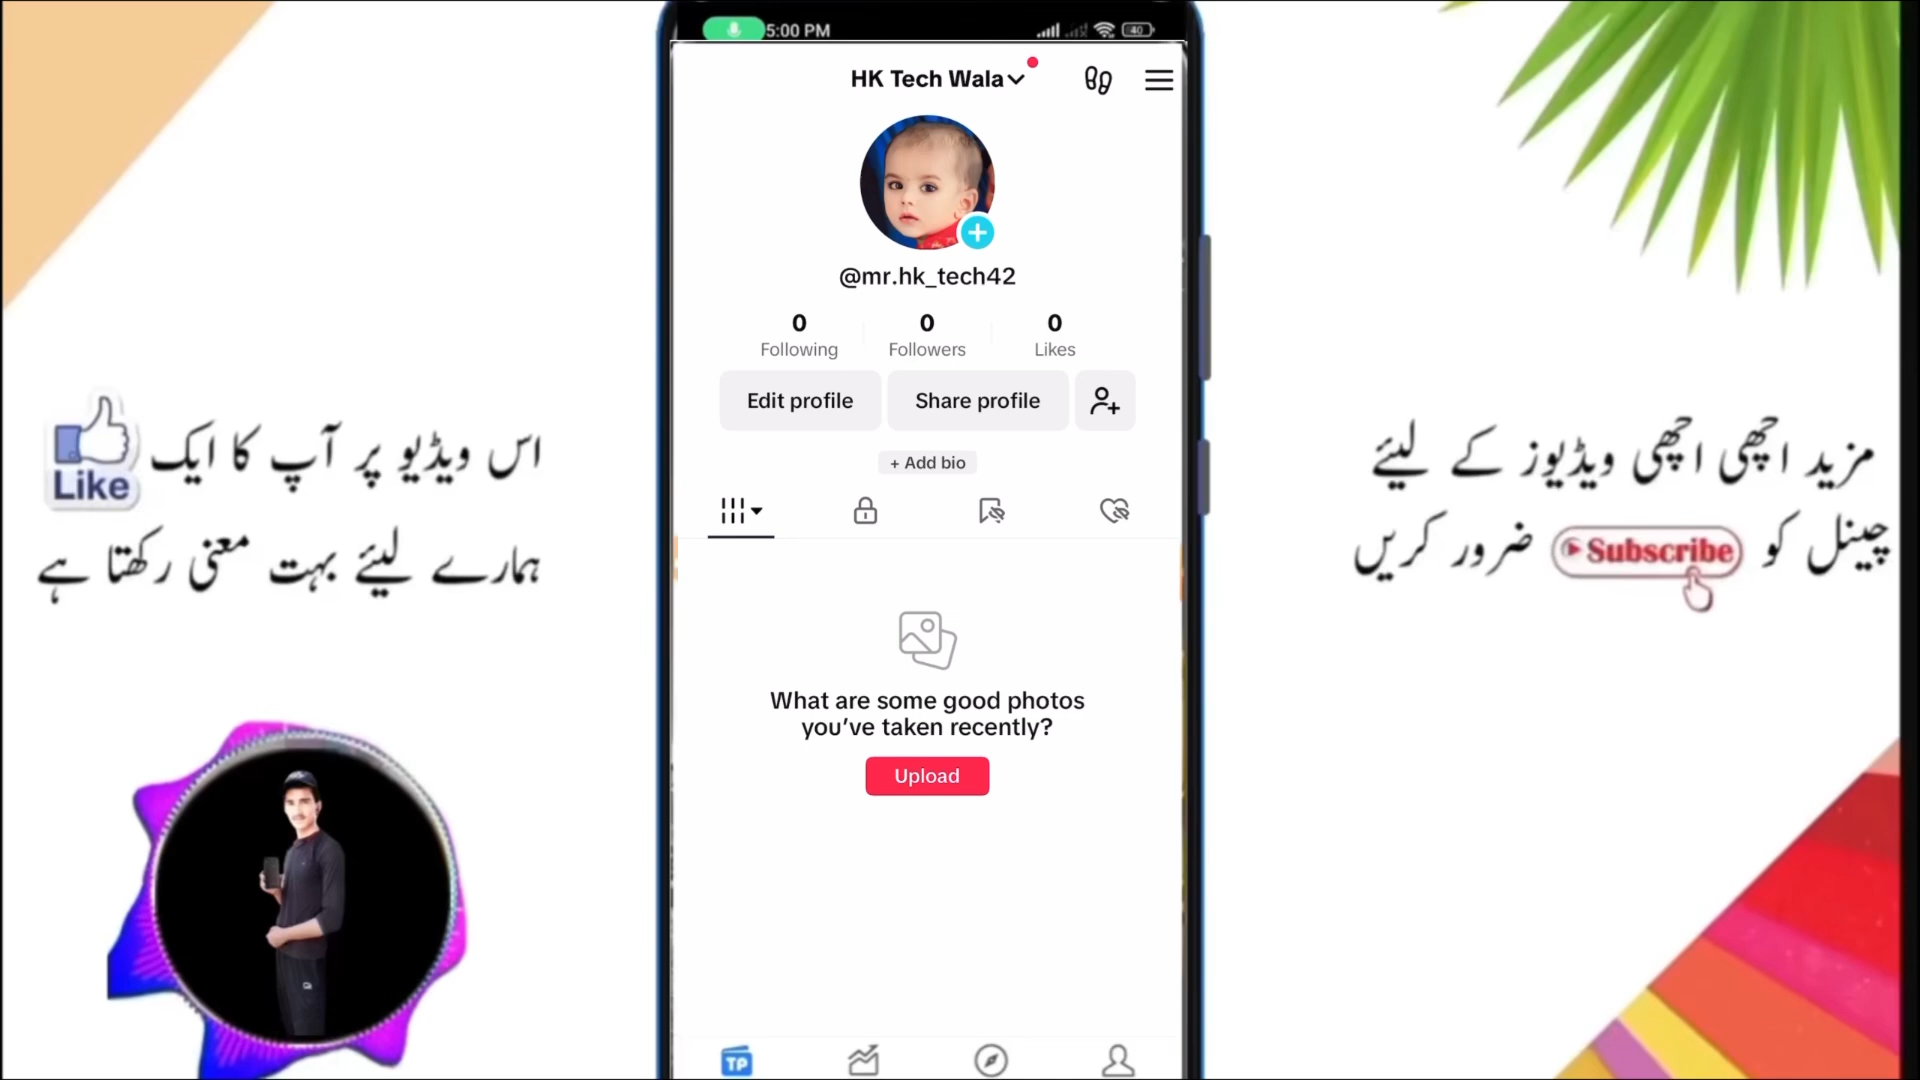 5:00 PM
40
HK Tech Wala
@mr.hk_tech42
0 0 0
Following Followers Likes
Edit profile Share profile
+ Add bio
What are some good photos
you’ve taken recently?
Upload
TP
اس ویڈیو پر آپ کا ایک Like
ہمارے لیئے بہت معنی رکھتا ہے
مزید اچھی اچھی ویڈیوز کے لیئے
چینل کو Subscribe ضرور کریں